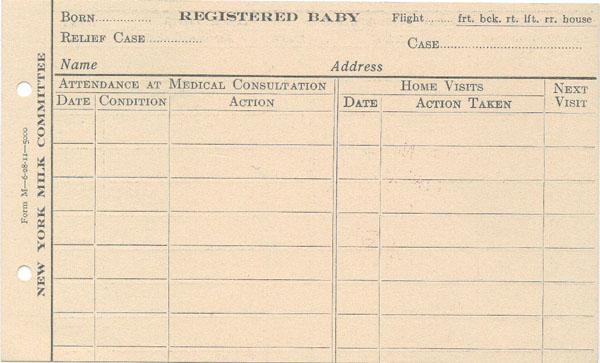 Born REGISTERED BABY Flight frt. bck. rt. lft. rr. house
Relief Case Case
Name Address
Attendance at Medical Consultation Home Visits Next Visit
Date Condition Action Date Action Taken
NEW YORK MILK COMMITTEE
Form M—6-28-11—5000